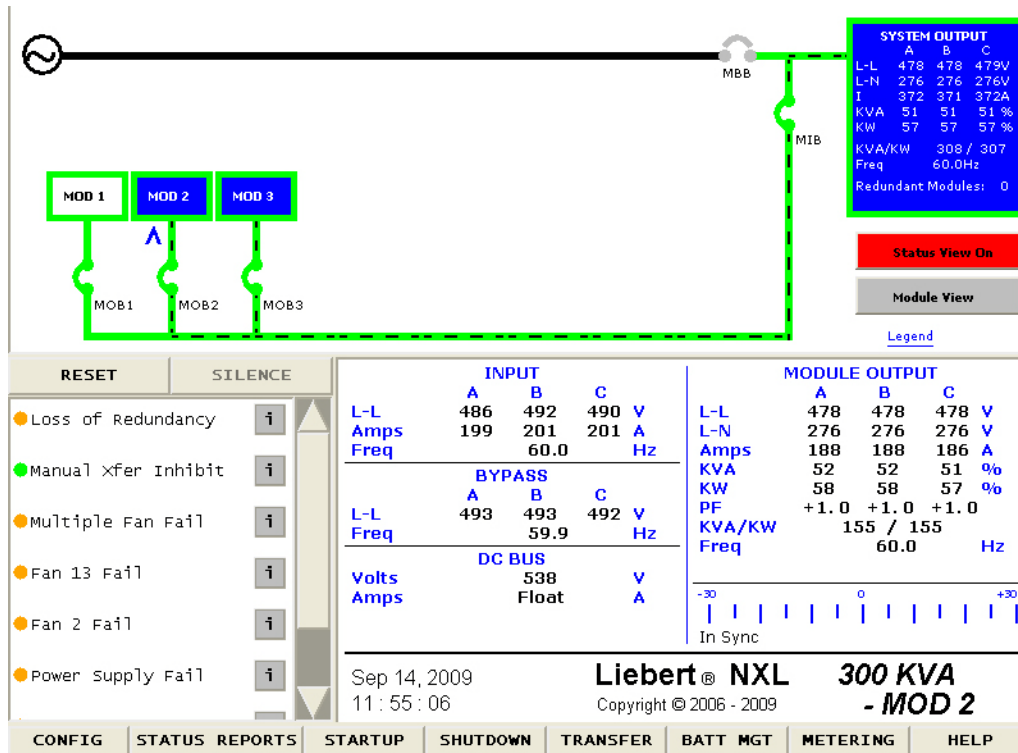 SYSTEM OUTPUT
A B C
L-L 478 478 479V
L-N 276 276 276V
I 372 371 372A
KVA 51 51 51 %
KW 57 57 57 %
KVA/KW 308 / 307
Freq 60.0Hz
Redundant Modules: 0
MBB
MIB
MOD 1 MOD 2 MOD 3
MOB1 MOB2 MOB3
Status View On
Module View
Legend
RESET SILENCE
Loss of Redundancy i
Manual Xfer Inhibit i
Multiple Fan Fail i
Fan 13 Fail i
Fan 2 Fail i
Power Supply Fail i
INPUT
A B C
L-L 486 492 490 V
Amps 199 201 201 A
Freq 60.0 Hz
BYPASS
A B C
L-L 493 493 492 V
Freq 59.9 Hz
DC BUS
Volts 538 V
Amps Float A
MODULE OUTPUT
A B C
L-L 478 478 478 V
L-N 276 276 276 V
Amps 188 188 186 A
KVA 52 52 51 %
KW 58 58 57 %
PF +1.0 +1.0 +1.0
KVA/KW 155 / 155
Freq 60.0 Hz
-30 0 +30
In Sync
Sep 14, 2009
11 : 55 : 06
Liebert ® NXL
Copyright © 2006 - 2009
300 KVA
- MOD 2
CONFIG STATUS REPORTS STARTUP SHUTDOWN TRANSFER BATT MGT METERING HELP